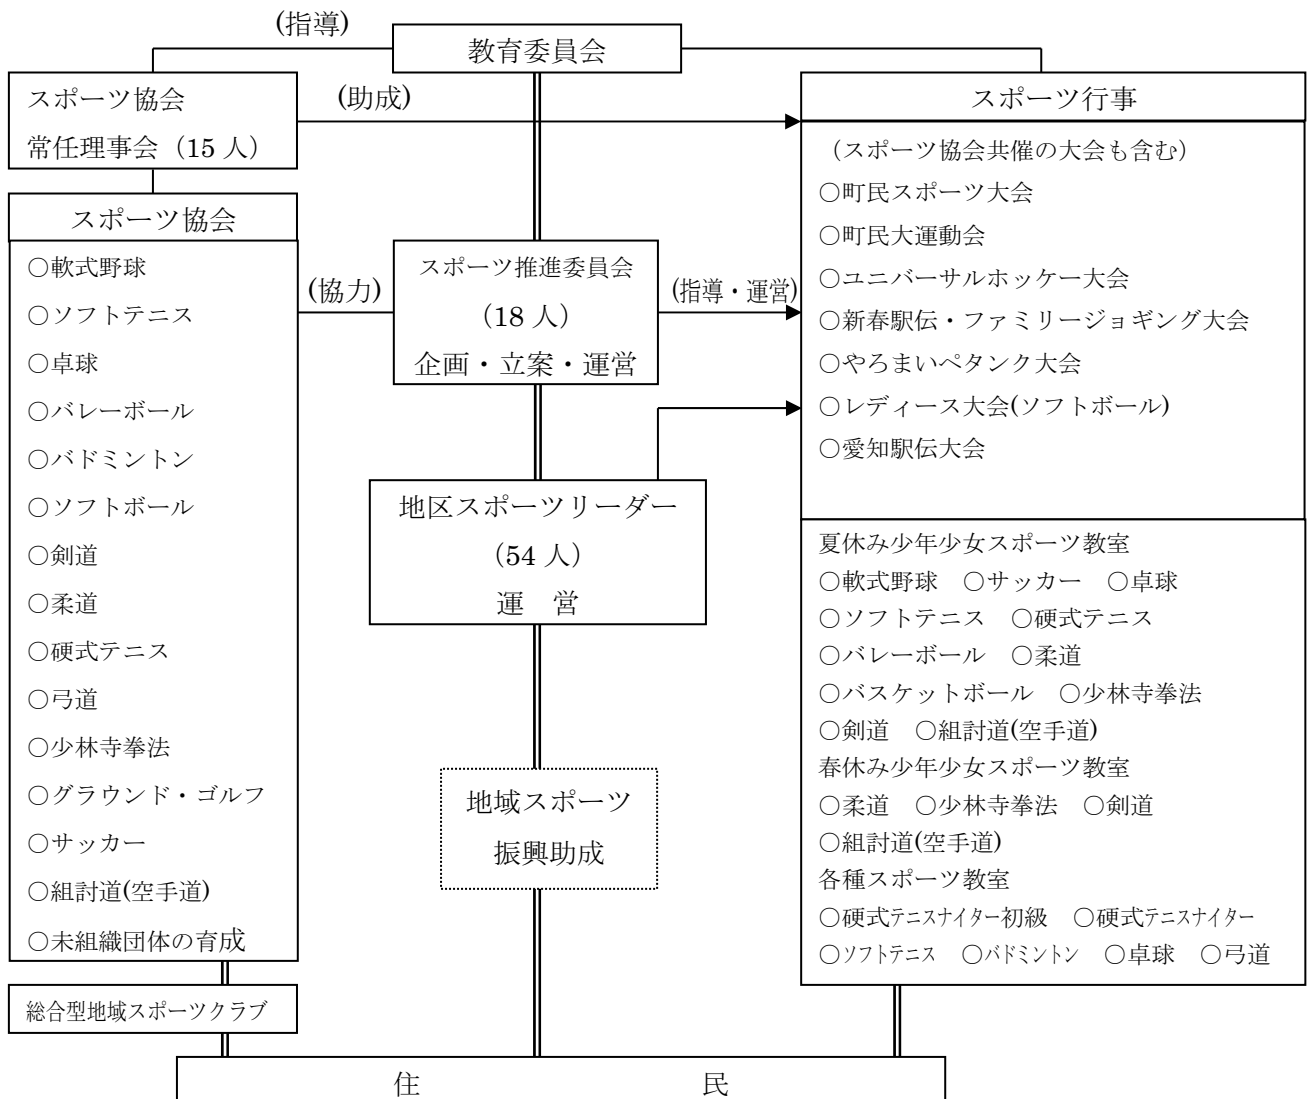 (指導)
教育委員会
スポーツ協会
常任理事会（15 人）
(助成)
スポーツ協会
○軟式野球
○ソフトテニス
○卓球
○バレーボール
○バドミントン
○ソフトボール
○剣道
○柔道
○硬式テニス
○弓道
○少林寺拳法
○グラウンド・ゴルフ
○サッカー
○組討道(空手道)
○未組織団体の育成
総合型地域スポーツクラブ
(協力)
スポーツ推進委員会
（18 人）
企画・立案・運営
(指導・運営)
地区スポーツリーダー
（54 人）
運　営
地域スポーツ
振興助成
スポーツ行事
（スポーツ協会共催の大会も含む）
○町民スポーツ大会
○町民大運動会
○ユニバーサルホッケー大会
○新春駅伝・ファミリージョギング大会
○やろまいペタンク大会
○レディース大会(ソフトボール)
○愛知駅伝大会
夏休み少年少女スポーツ教室
○軟式野球　○サッカー　○卓球
○ソフトテニス　○硬式テニス
○バレーボール　○柔道
○バスケットボール　○少林寺拳法
○剣道　○組討道(空手道)
春休み少年少女スポーツ教室
○柔道　○少林寺拳法　○剣道
○組討道(空手道)
各種スポーツ教室
○硬式テニスナイター初級　○硬式テニスナイター
○ソフトテニス　○バドミントン　○卓球　○弓道
住　民